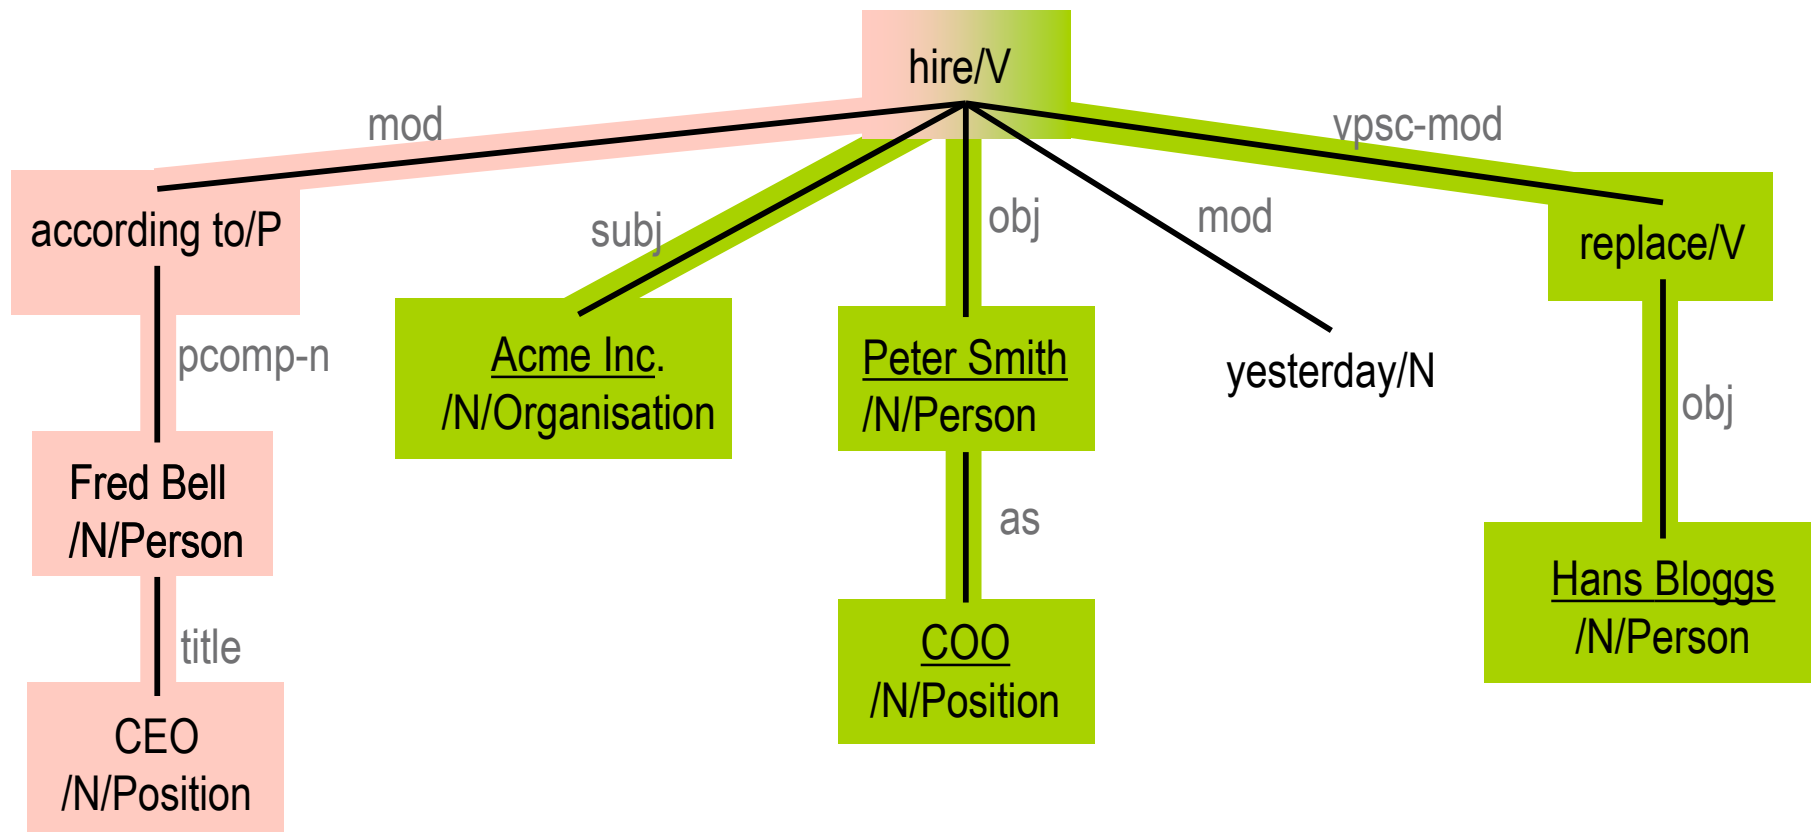 hire/V
mod
vpsc-mod
according to/P
subj
obj
mod
replace/V
pcomp-n
Acme Inc.
/N/Organisation
Peter Smith
/N/Person
yesterday/N
obj
Fred Bell
/N/Person
as
Hans Bloggs
/N/Person
title
COO
/N/Position
CEO
/N/Position